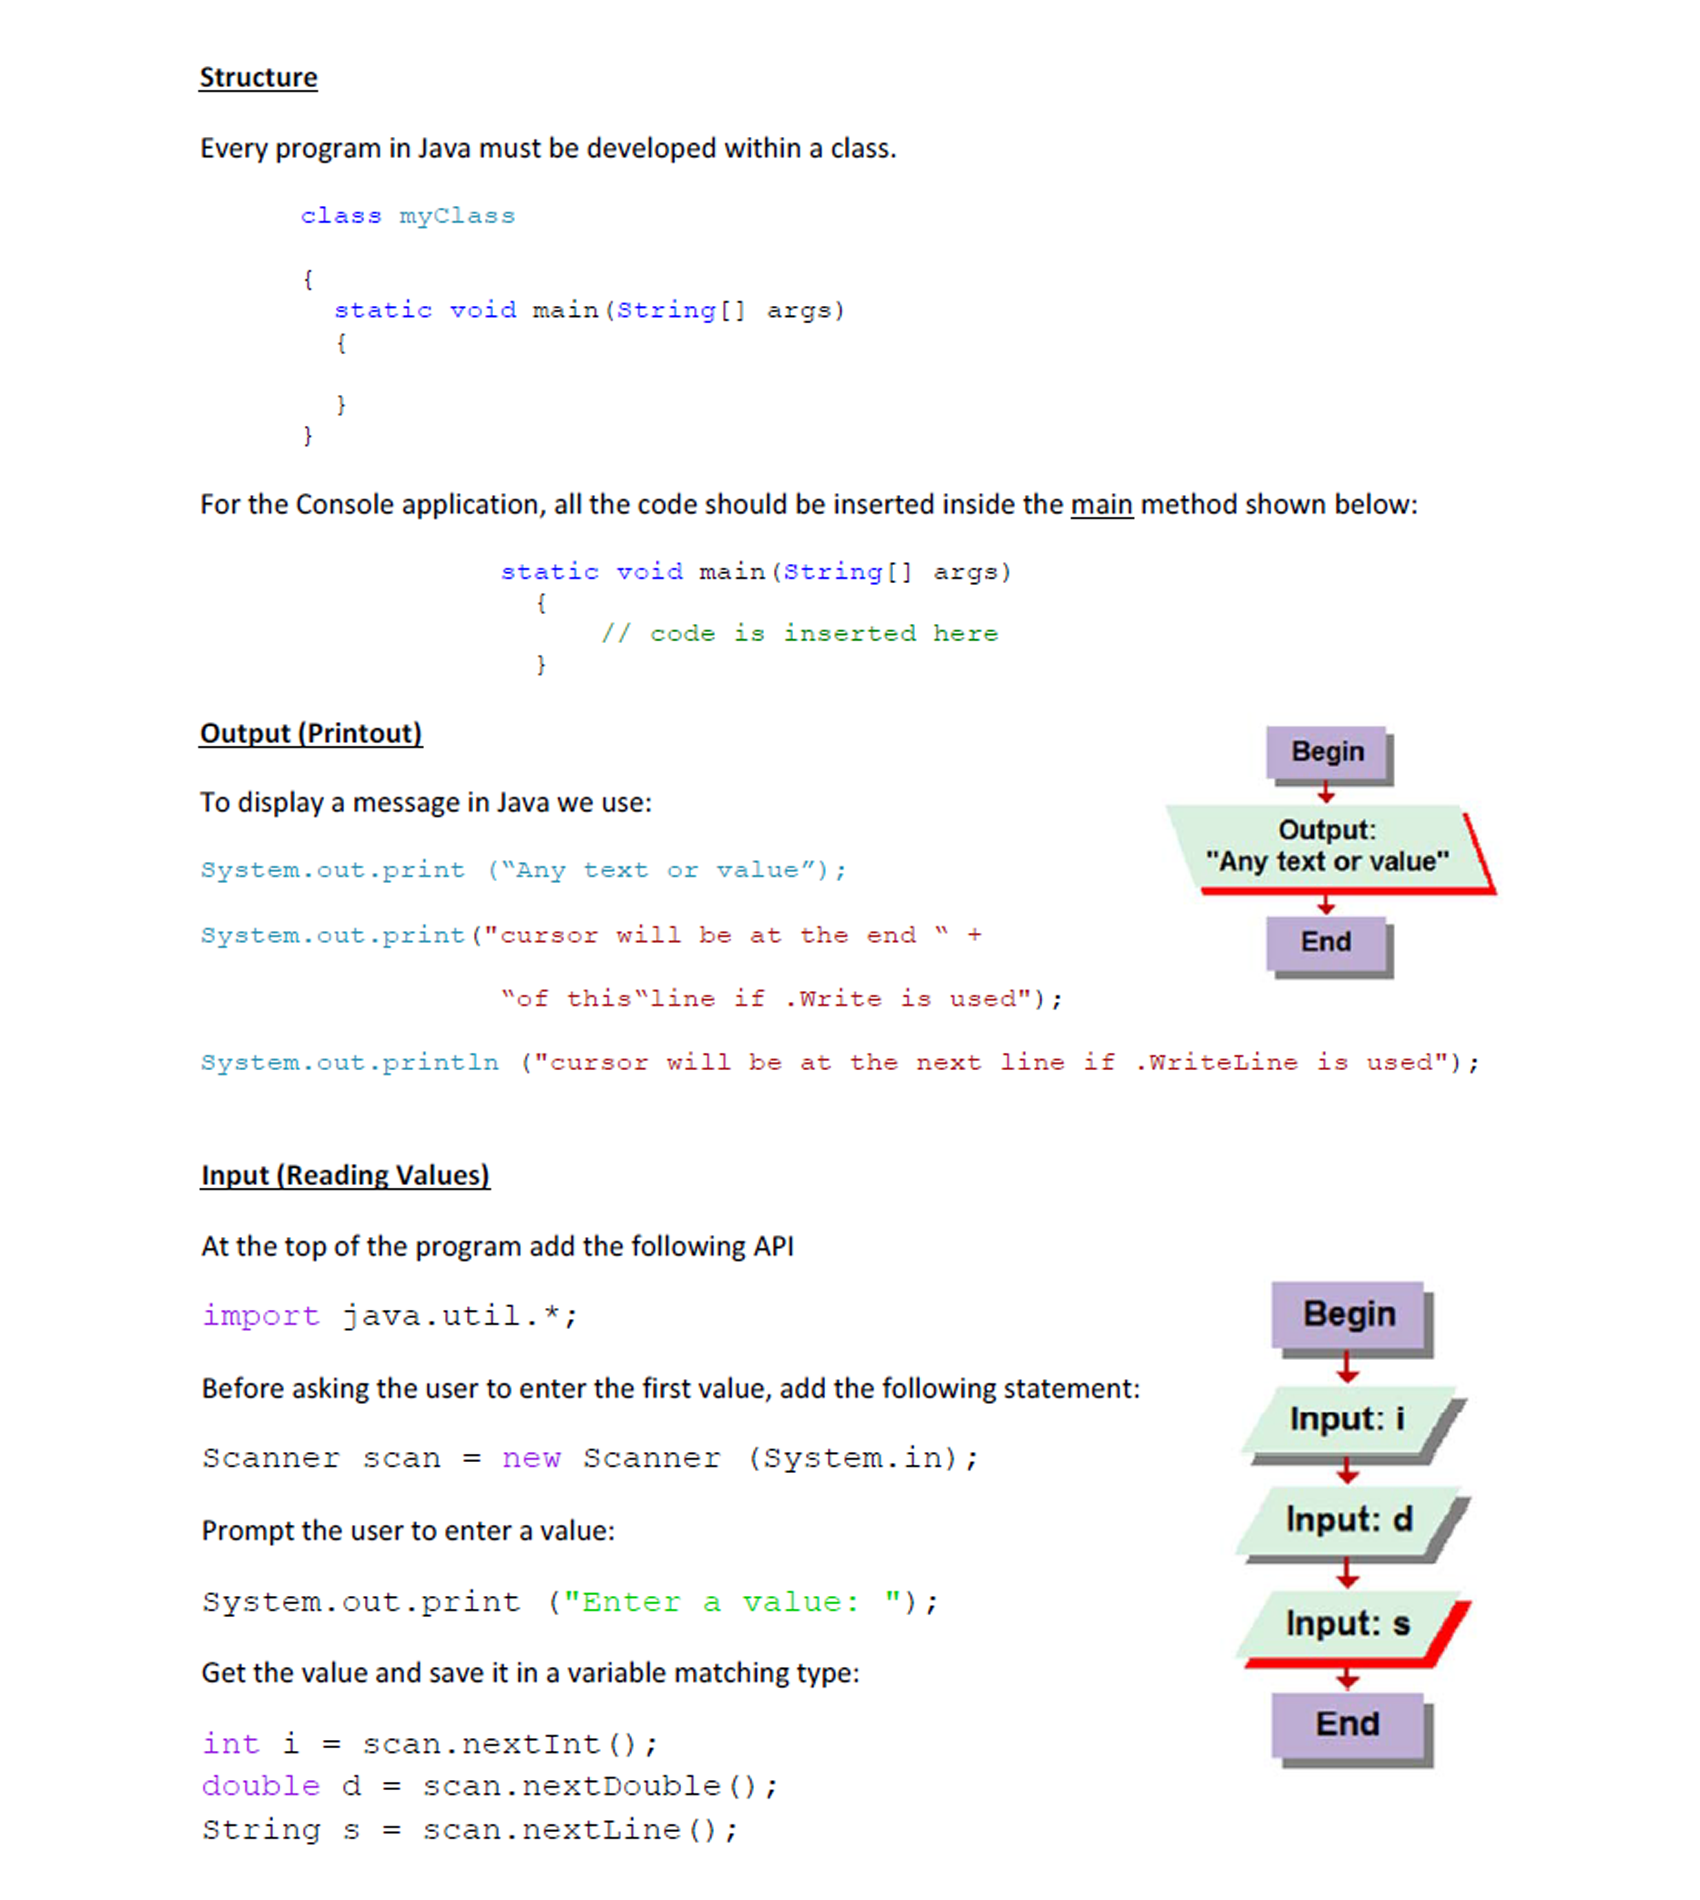 Structure
Every program in Java must be developed within a class.
class myClass
{
static void main(String[] args)
{
}
}
For the Console application, all the code should be inserted inside the main method shown below:
static void main(String[] args)
{
// code is inserted here
}
Output (Printout)
To display a message in Java we use:
System.out.print (“Any text or value”);
System.out.print("cursor will be at the end “ +
“of this“line if .Write is used");
System.out.println ("cursor will be at the next line if .WriteLine is used");
Begin
Output:
"Any text or value"
End
Input (Reading Values)
At the top of the program add the following API
import java.util.*;
Before asking the user to enter the first value, add the following statement:
Scanner scan = new Scanner (System.in);
Prompt the user to enter a value:
System.out.print ("Enter a value: ");
Get the value and save it in a variable matching type:
int i = scan.nextInt();
double d = scan.nextDouble();
String s = scan.nextLine();
Begin
Input: i
Input: d
Input: s
End